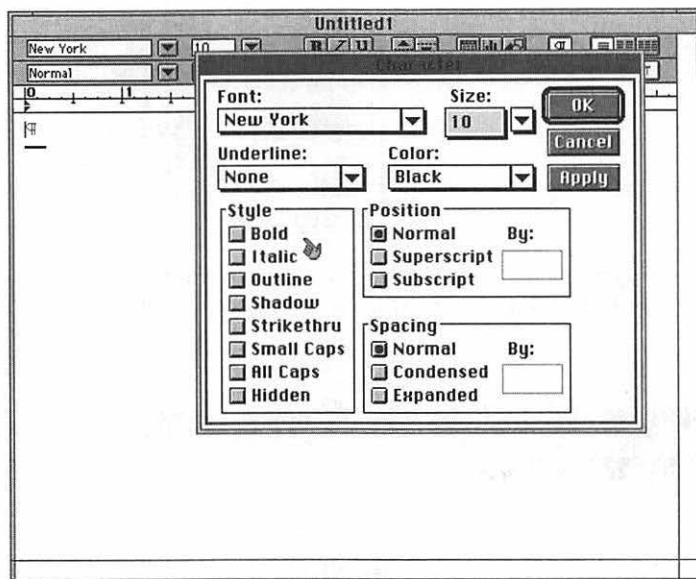 Untitled1
New York 10 B I U ¶
Normal
0 1
Character
¶
Font: Size:
New York 10 OK
Cancel
Underline: Color:
None Black Apply
Style Position
Bold Normal By:
Italic Superscript
Outline Subscript
Shadow
Strikethru Spacing
Small Caps Normal By:
All Caps Condensed
Hidden Expanded